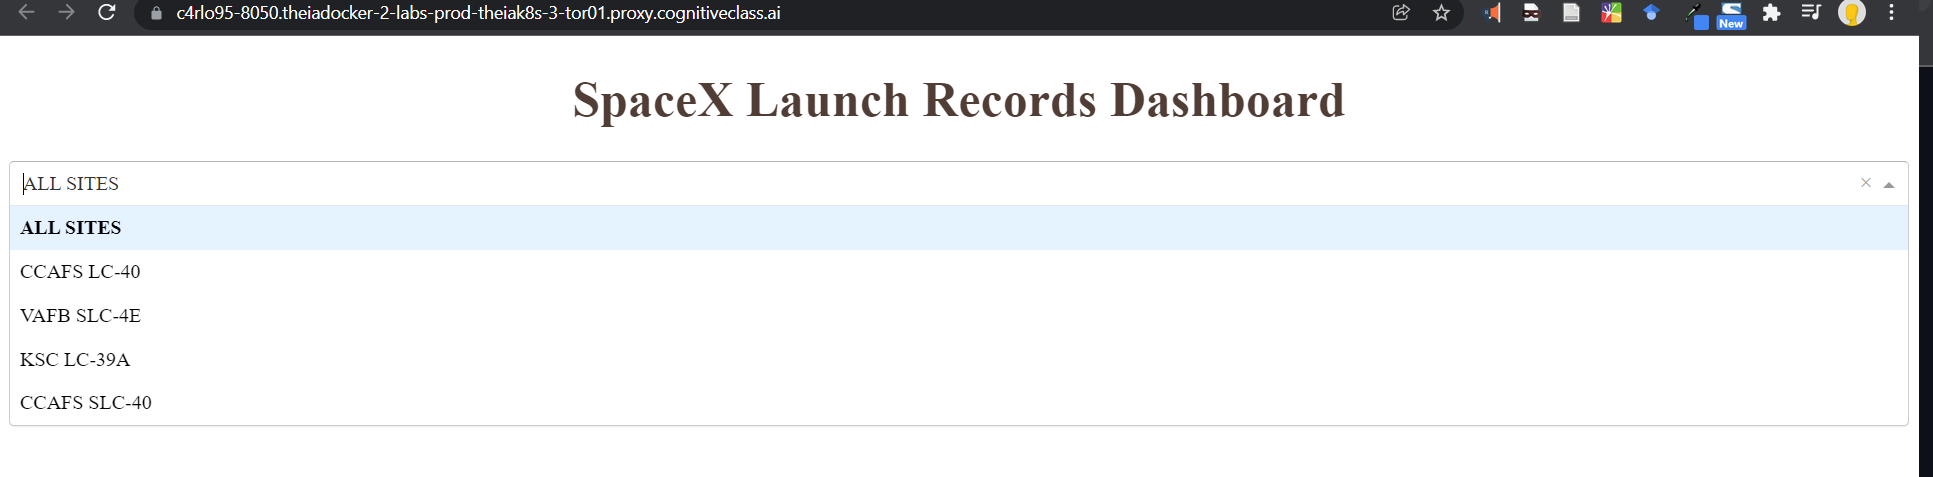 c4rlo95-8050.theiadocker-2-labs-prod-theiak8s-3-tor01.proxy.cognitiveclass.ai
New
SpaceX Launch Records Dashboard
ALL SITES
ALL SITES
CCAFS LC-40
VAFB SLC-4E
KSC LC-39A
CCAFS SLC-40